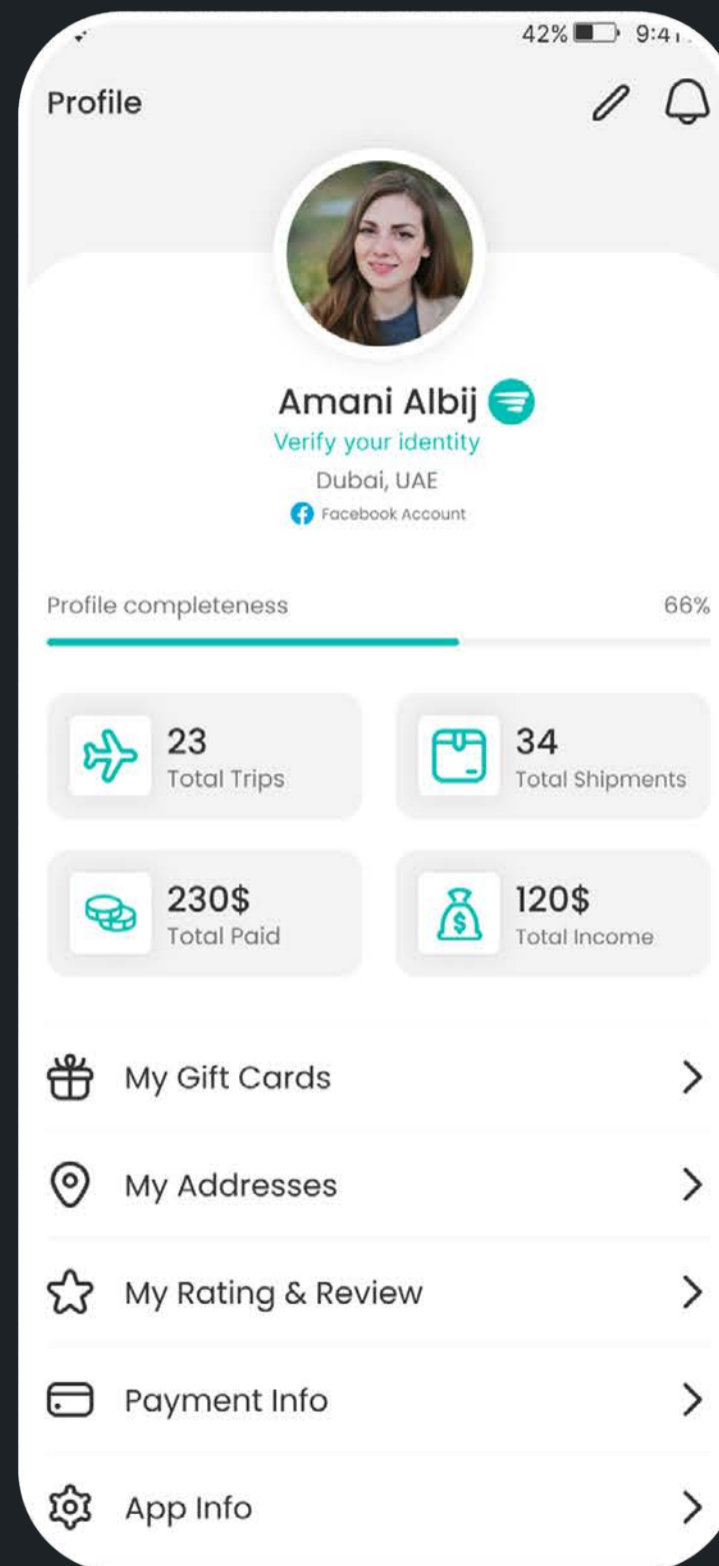 42% 9:41
Profile
Amani Albij
Verify your identity
Dubai, UAE
Facebook Account
Profile completeness 66%
23
Total Trips
34
Total Shipments
230$
Total Paid
120$
Total Income
My Gift Cards
My Addresses
My Rating & Review
Payment Info
App Info